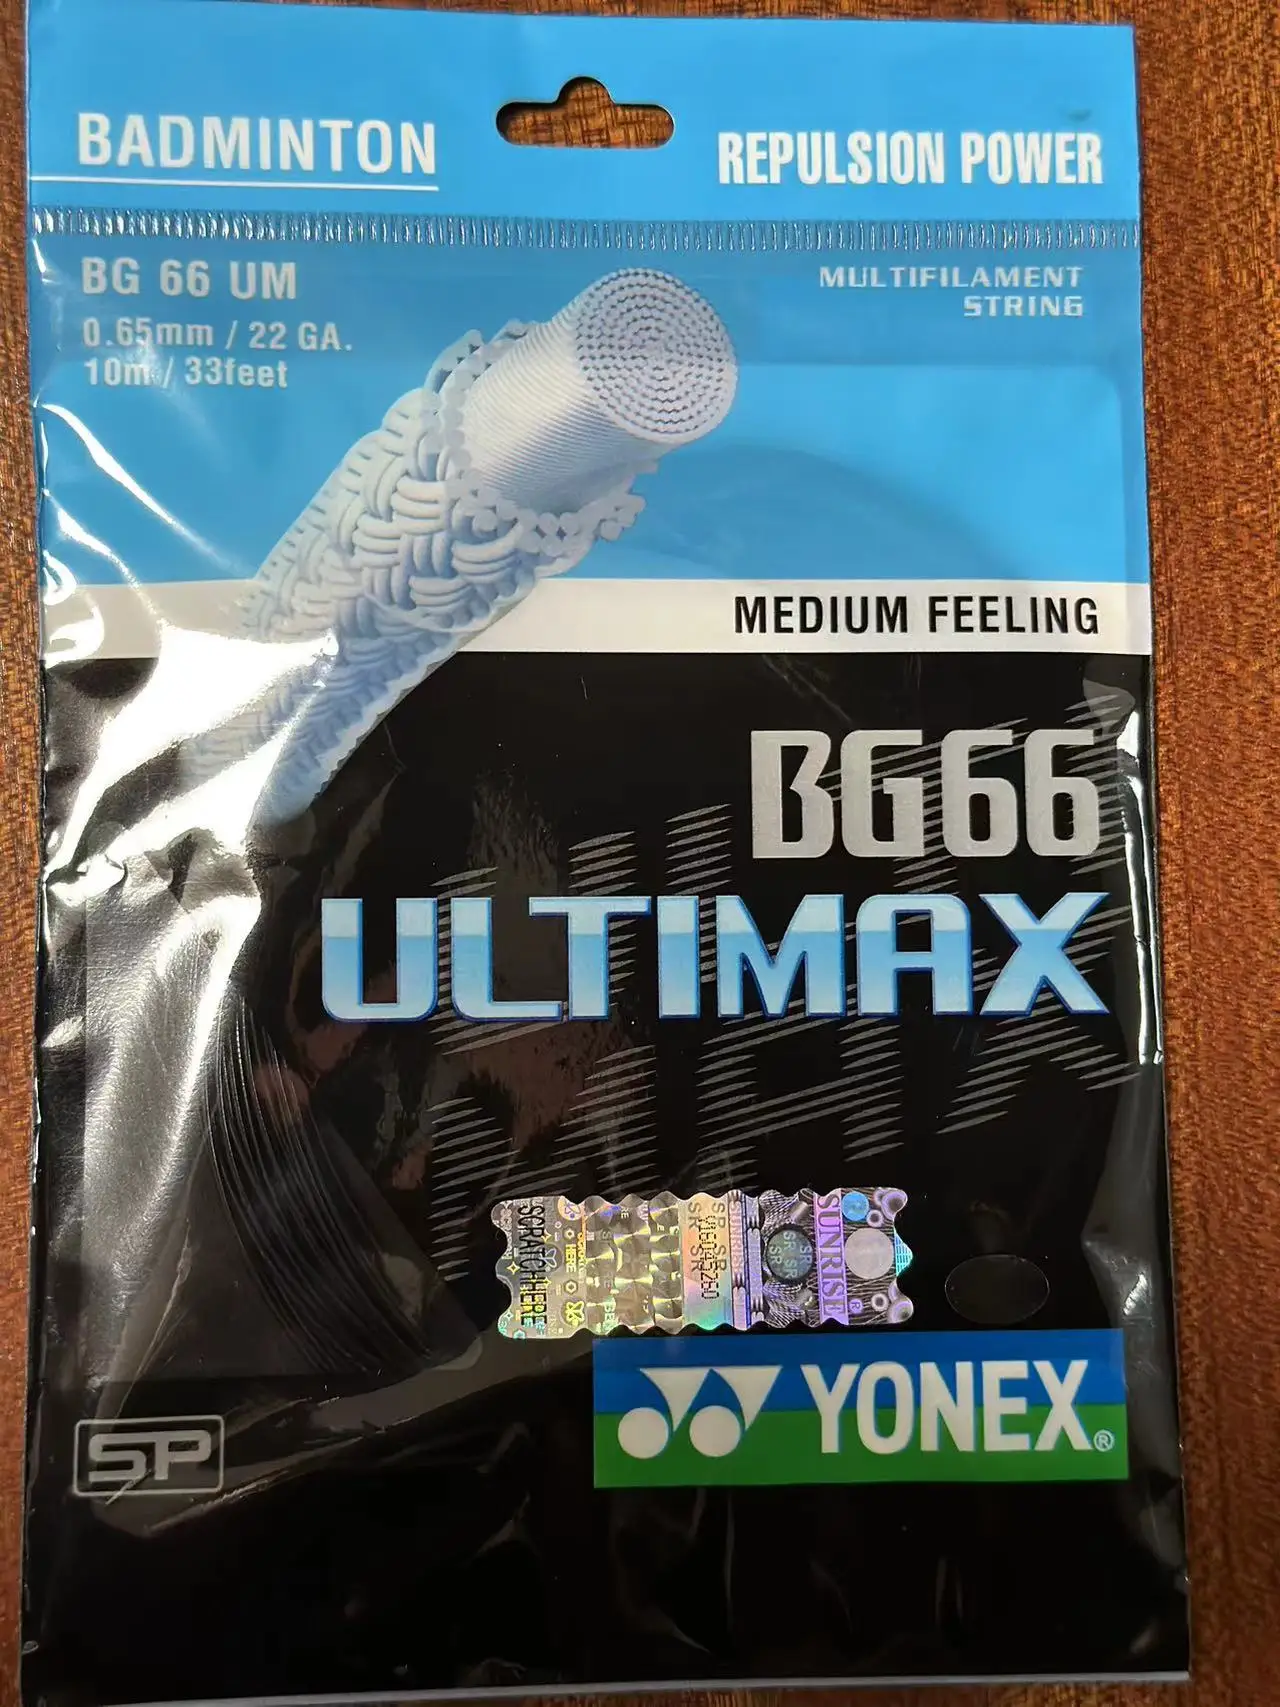 BADMINTON
REPULSION POWER
BG 66 UM
0.65mm / 22 GA.
10m / 33feet
MULTIFILAMENT
STRING
MEDIUM FEELING
BG66
ULTIMAX
SCRATCH HERE
SUNRISE
YONEX®
SP